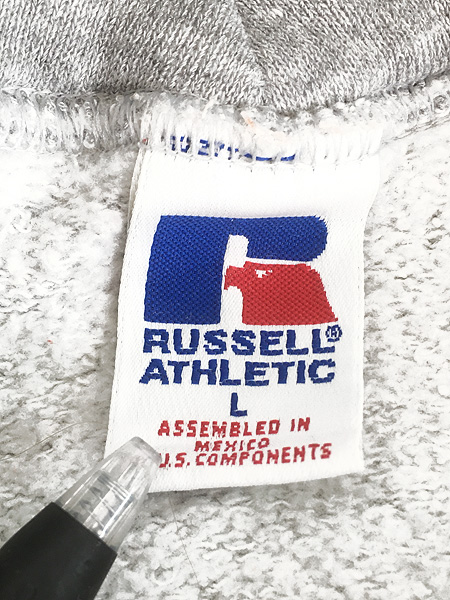 RUSSELL®
ATHLETIC
L
ASSEMBLED IN
MEXICO
U.S. COMPONENTS